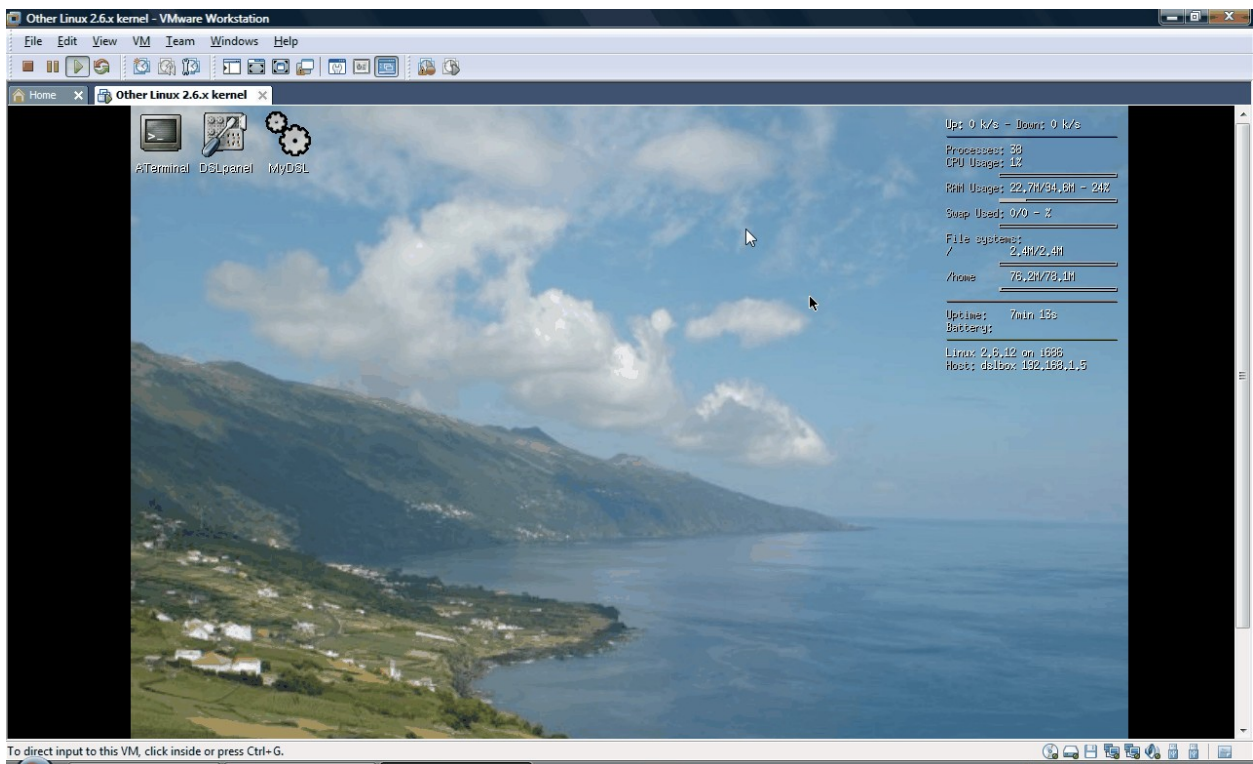 Other Linux 2.6.x kernel - VMware Workstation
File Edit View VM Team Windows Help
Home Other Linux 2.6.x kernel
ATerminal DSLpanel MyDSL
Up: 0 k/s - Down: 0 k/s
Processes: 38
CPU Usage: 1%
RAM Usage: 22.7M/94.6M - 24%
Swap Used: 0/0 - %
File systems:
/ 2.4M/2.4M
/home 76.2M/78.1M
Uptime: 7min 13s
Battery:
Linux 2.6.12 on i686
Host: dslbox 192.168.1.5
To direct input to this VM, click inside or press Ctrl+G.